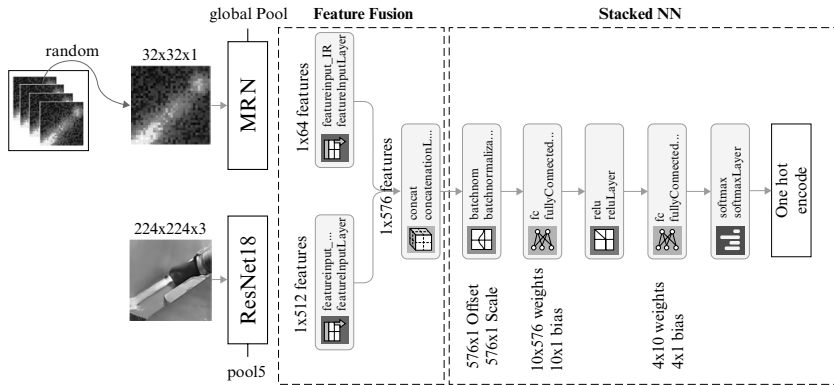 global Pool
Feature Fusion
Stacked NN
random
32x32x1
MRN
1x64 features
featureinput_IR
featureInputLayer
1x576 features
concat
concatenationL...
batchnom
batchnormaliza...
fc
fullyConnected...
relu
reluLayer
fc
fullyConnected...
softmax
softmaxLayer
One hot
encode
224x224x3
ResNet18
1x512 features
featureinput_...
featureInputLayer
576x1 Offset
576x1 Scale
10x576 weights
10x1 bias
4x10 weights
4x1 bias
pool5